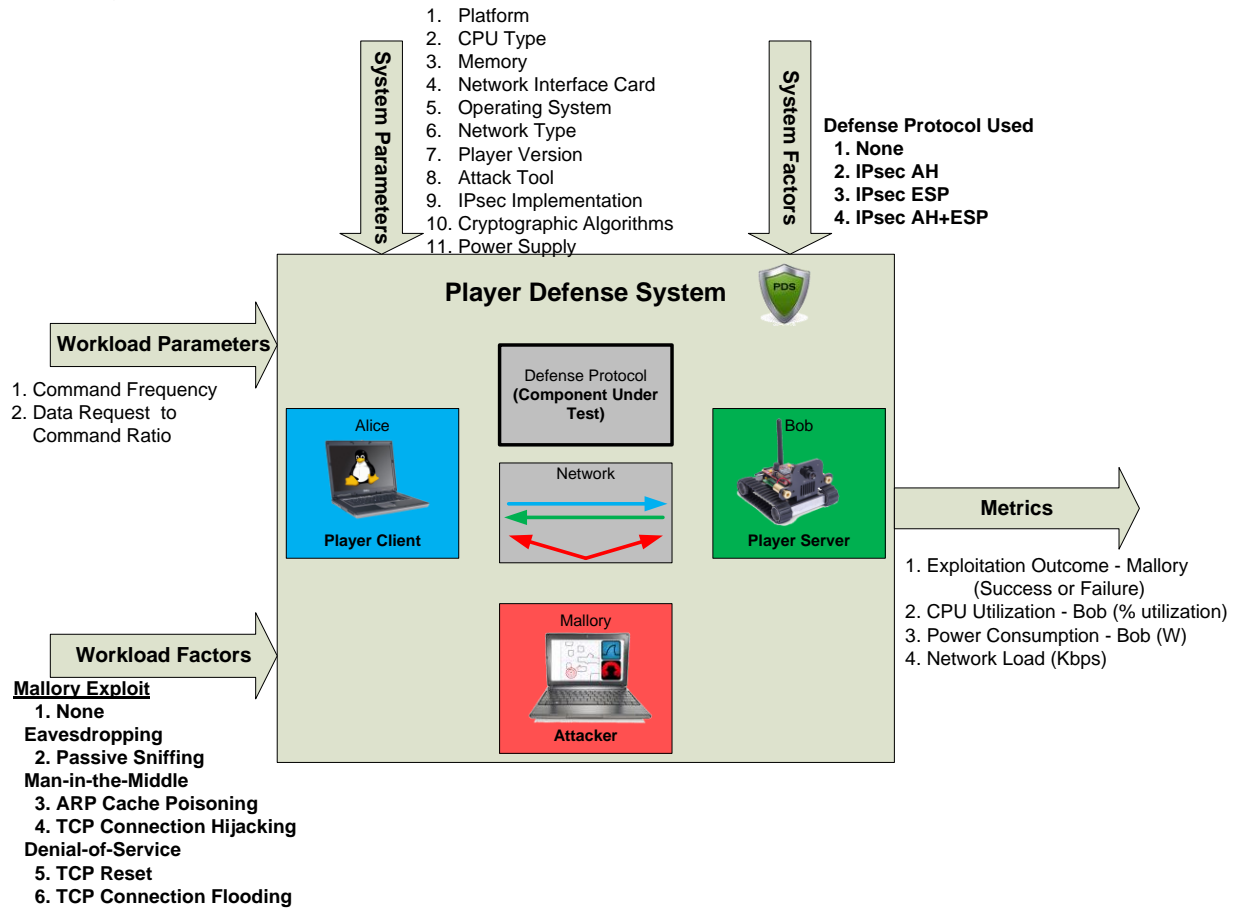 1. Platform
2. CPU Type
3. Memory
4. Network Interface Card
5. Operating System
6. Network Type
7. Player Version
8. Attack Tool
9. IPsec Implementation
10. Cryptographic Algorithms
11. Power Supply
System Parameters
System Factors
Defense Protocol Used
1. None
2. IPsec AH
3. IPsec ESP
4. IPsec AH+ESP
Player Defense System
PDS
Workload Parameters
1. Command Frequency
2. Data Request to
Command Ratio
Defense Protocol
(Component Under
Test)
Alice
Player Client
Network
Bob
Player Server
Metrics
1. Exploitation Outcome - Mallory
(Success or Failure)
2. CPU Utilization - Bob (% utilization)
3. Power Consumption - Bob (W)
4. Network Load (Kbps)
Mallory
Attacker
Workload Factors
Mallory Exploit
1. None
Eavesdropping
2. Passive Sniffing
Man-in-the-Middle
3. ARP Cache Poisoning
4. TCP Connection Hijacking
Denial-of-Service
5. TCP Reset
6. TCP Connection Flooding